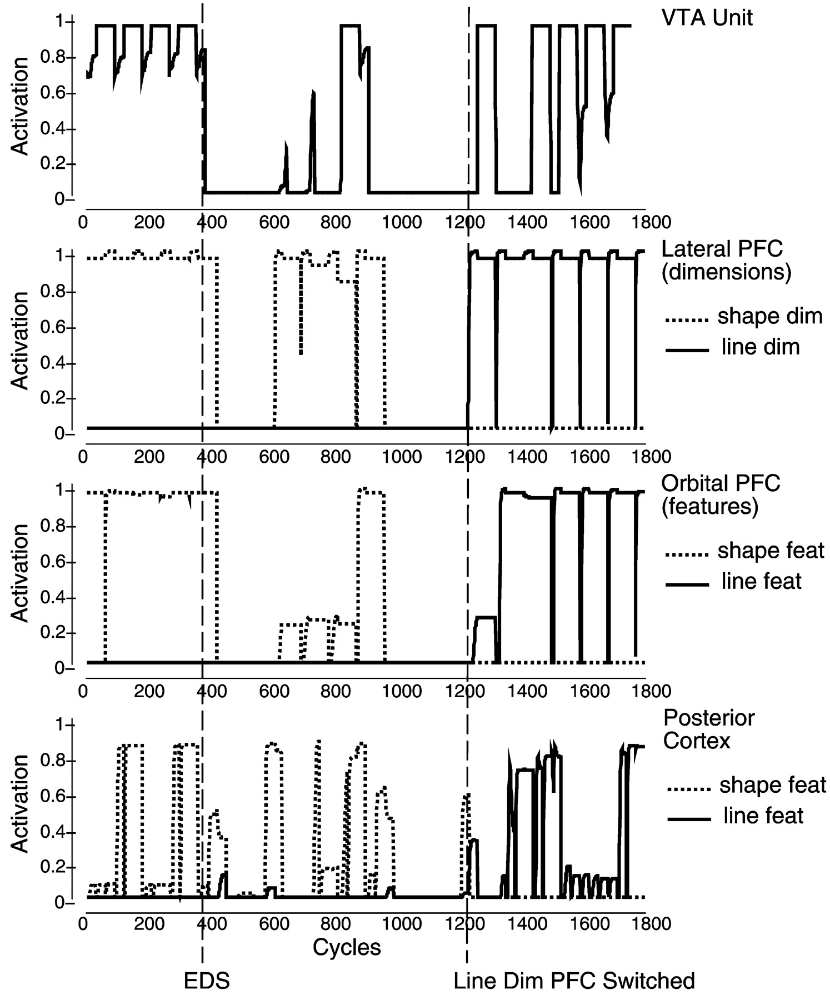 VTA Unit
Activation
1
0.8
0.6
0.4
0.2
0
0 200 400 600 800 1000 1200 1400 1600 1800
Lateral PFC
(dimensions)
shape dim
line dim
Activation
1
0.8
0.6
0.4
0.2
0
0 200 400 600 800 1000 1200 1400 1600 1800
Orbital PFC
(features)
shape feat
line feat
Activation
1
0.8
0.6
0.4
0.2
0
0 200 400 600 800 1000 1200 1400 1600 1800
Posterior
Cortex
shape feat
line feat
Activation
1
0.8
0.6
0.4
0.2
0
0 200 400 600 800 1000 1200 1400 1600 1800
Cycles
EDS
Line Dim PFC Switched